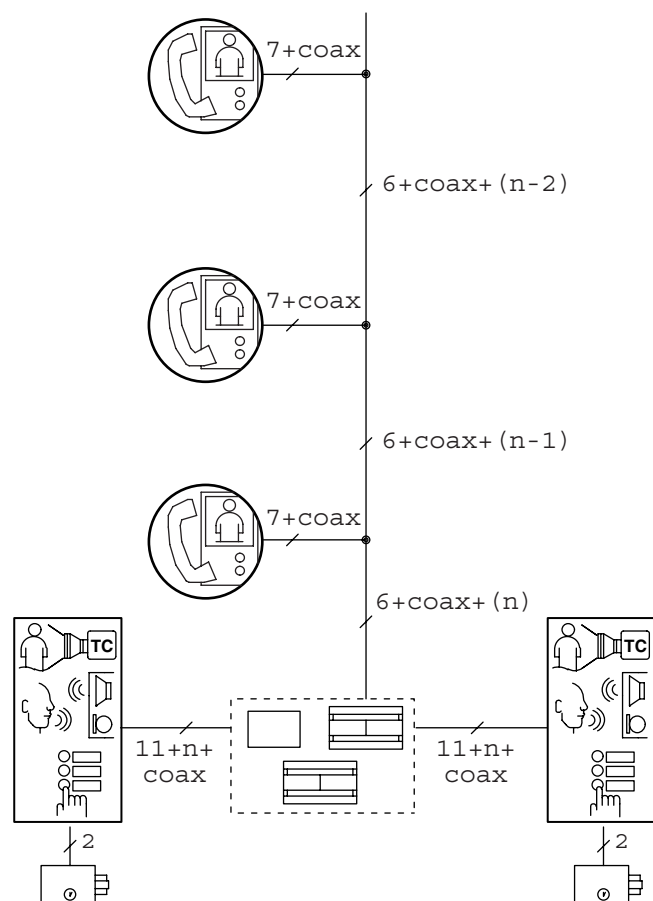 7+coax
6+coax+(n-2)
7+coax
6+coax+(n-1)
7+coax
6+coax+(n)
TC
TC
11+n+
coax
11+n+
coax
2
2